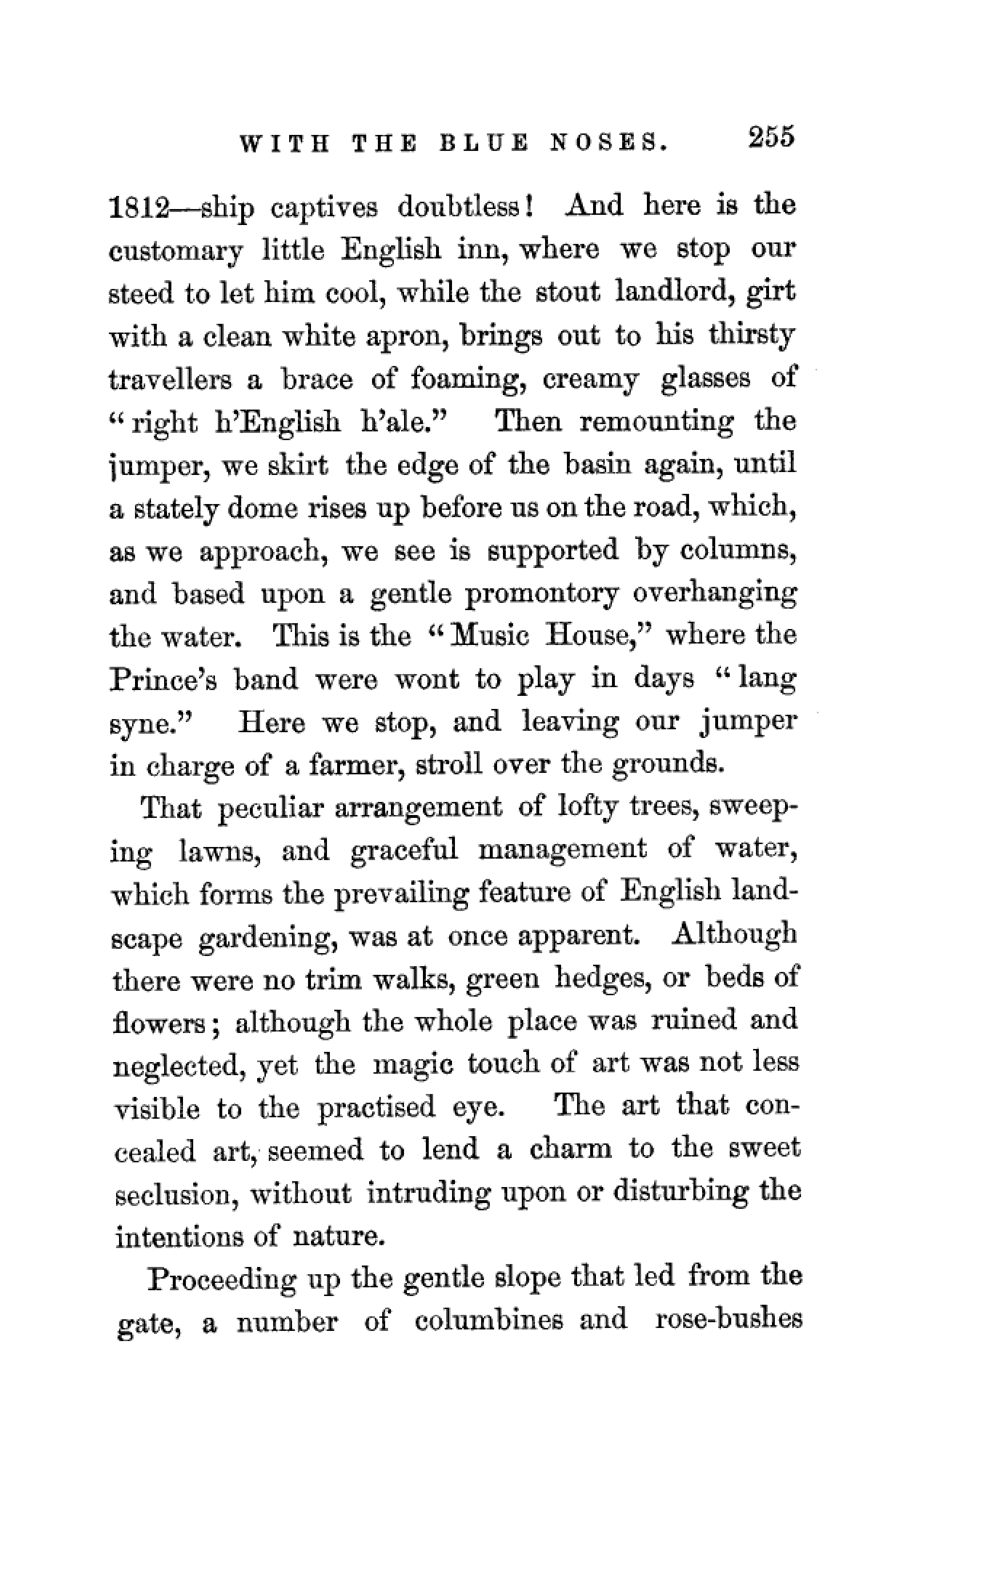 WITH THE BLUE NOSES. 255
1812—ship captives doubtless! And here is the
customary little English inn, where we stop our
steed to let him cool, while the stout landlord, girt
with a clean white apron, brings out to his thirsty
travellers a brace of foaming, creamy glasses of
“right h’English h’ale.” Then remounting the
jumper, we skirt the edge of the basin again, until
a stately dome rises up before us on the road, which,
as we approach, we see is supported by columns,
and based upon a gentle promontory overhanging
the water. This is the “Music House,” where the
Prince’s band were wont to play in days “lang
syne.” Here we stop, and leaving our jumper
in charge of a farmer, stroll over the grounds.
That peculiar arrangement of lofty trees, sweep-
ing lawns, and graceful management of water,
which forms the prevailing feature of English land-
scape gardening, was at once apparent. Although
there were no trim walks, green hedges, or beds of
flowers; although the whole place was ruined and
neglected, yet the magic touch of art was not less
visible to the practised eye. The art that con-
cealed art, seemed to lend a charm to the sweet
seclusion, without intruding upon or disturbing the
intentions of nature.
Proceeding up the gentle slope that led from the
gate, a number of columbines and rose-bushes